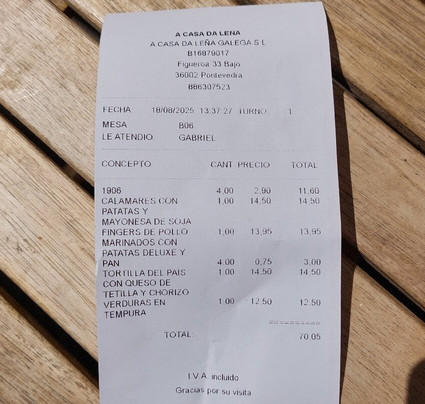 A CASA DA LENA
A CASA DA LEÑA GALEGA S L
B16879017
Figueroa 33 Bajo
36002 Pontevedra
886307523
FECHA 18/08/2025 13:37:27 TURNO: 1
MESA B06
LE ATENDIO GABRIEL
CONCEPTO CANT PRECIO TOTAL
1906 4.00 2,90 11,60
CALAMARES CON 1,00 14,50 14,50
PATATAS Y
MAYONESA DE SOJA
FINGERS DE POLLO 1,00 13,95 13,95
MARINADOS CON
PATATAS DELUXE Y
PAN 4.00 0,75 3,00
TORTILLA DEL PAIS 1.00 14,50 14,50
CON QUESO DE
TETILLA Y CHORIZO
VERDURAS EN 1.00 12,50 12,50
TEMPURA
TOTAL: 70,05
I.V.A. incluido
Gracias por su visita